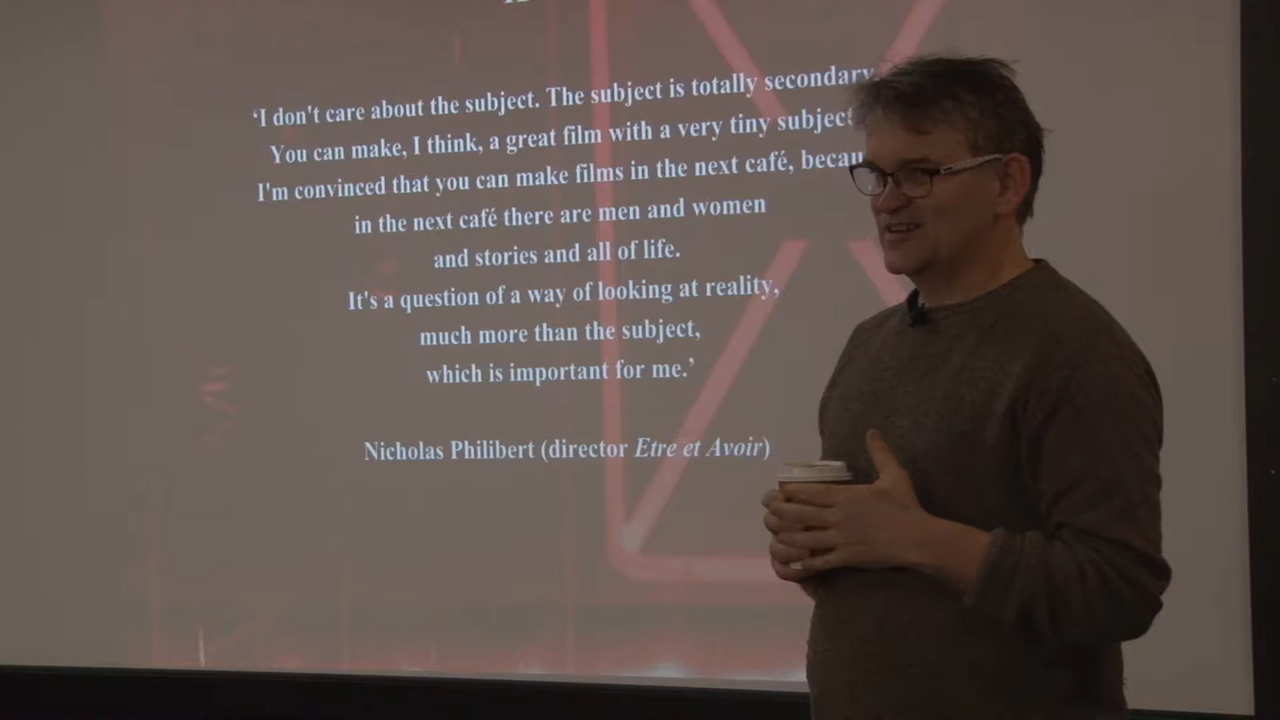 ‘I don't care about the subject. The subject is totally secondary
You can make, I think, a great film with a very tiny subject
I'm convinced that you can make films in the next café,
in the next café there are men and women
and stories and all of life.
It's a question of a way of looking at reality,
much more than the subject,
which is important for me.’
Nicholas Philibert (director Etre et Avoir)